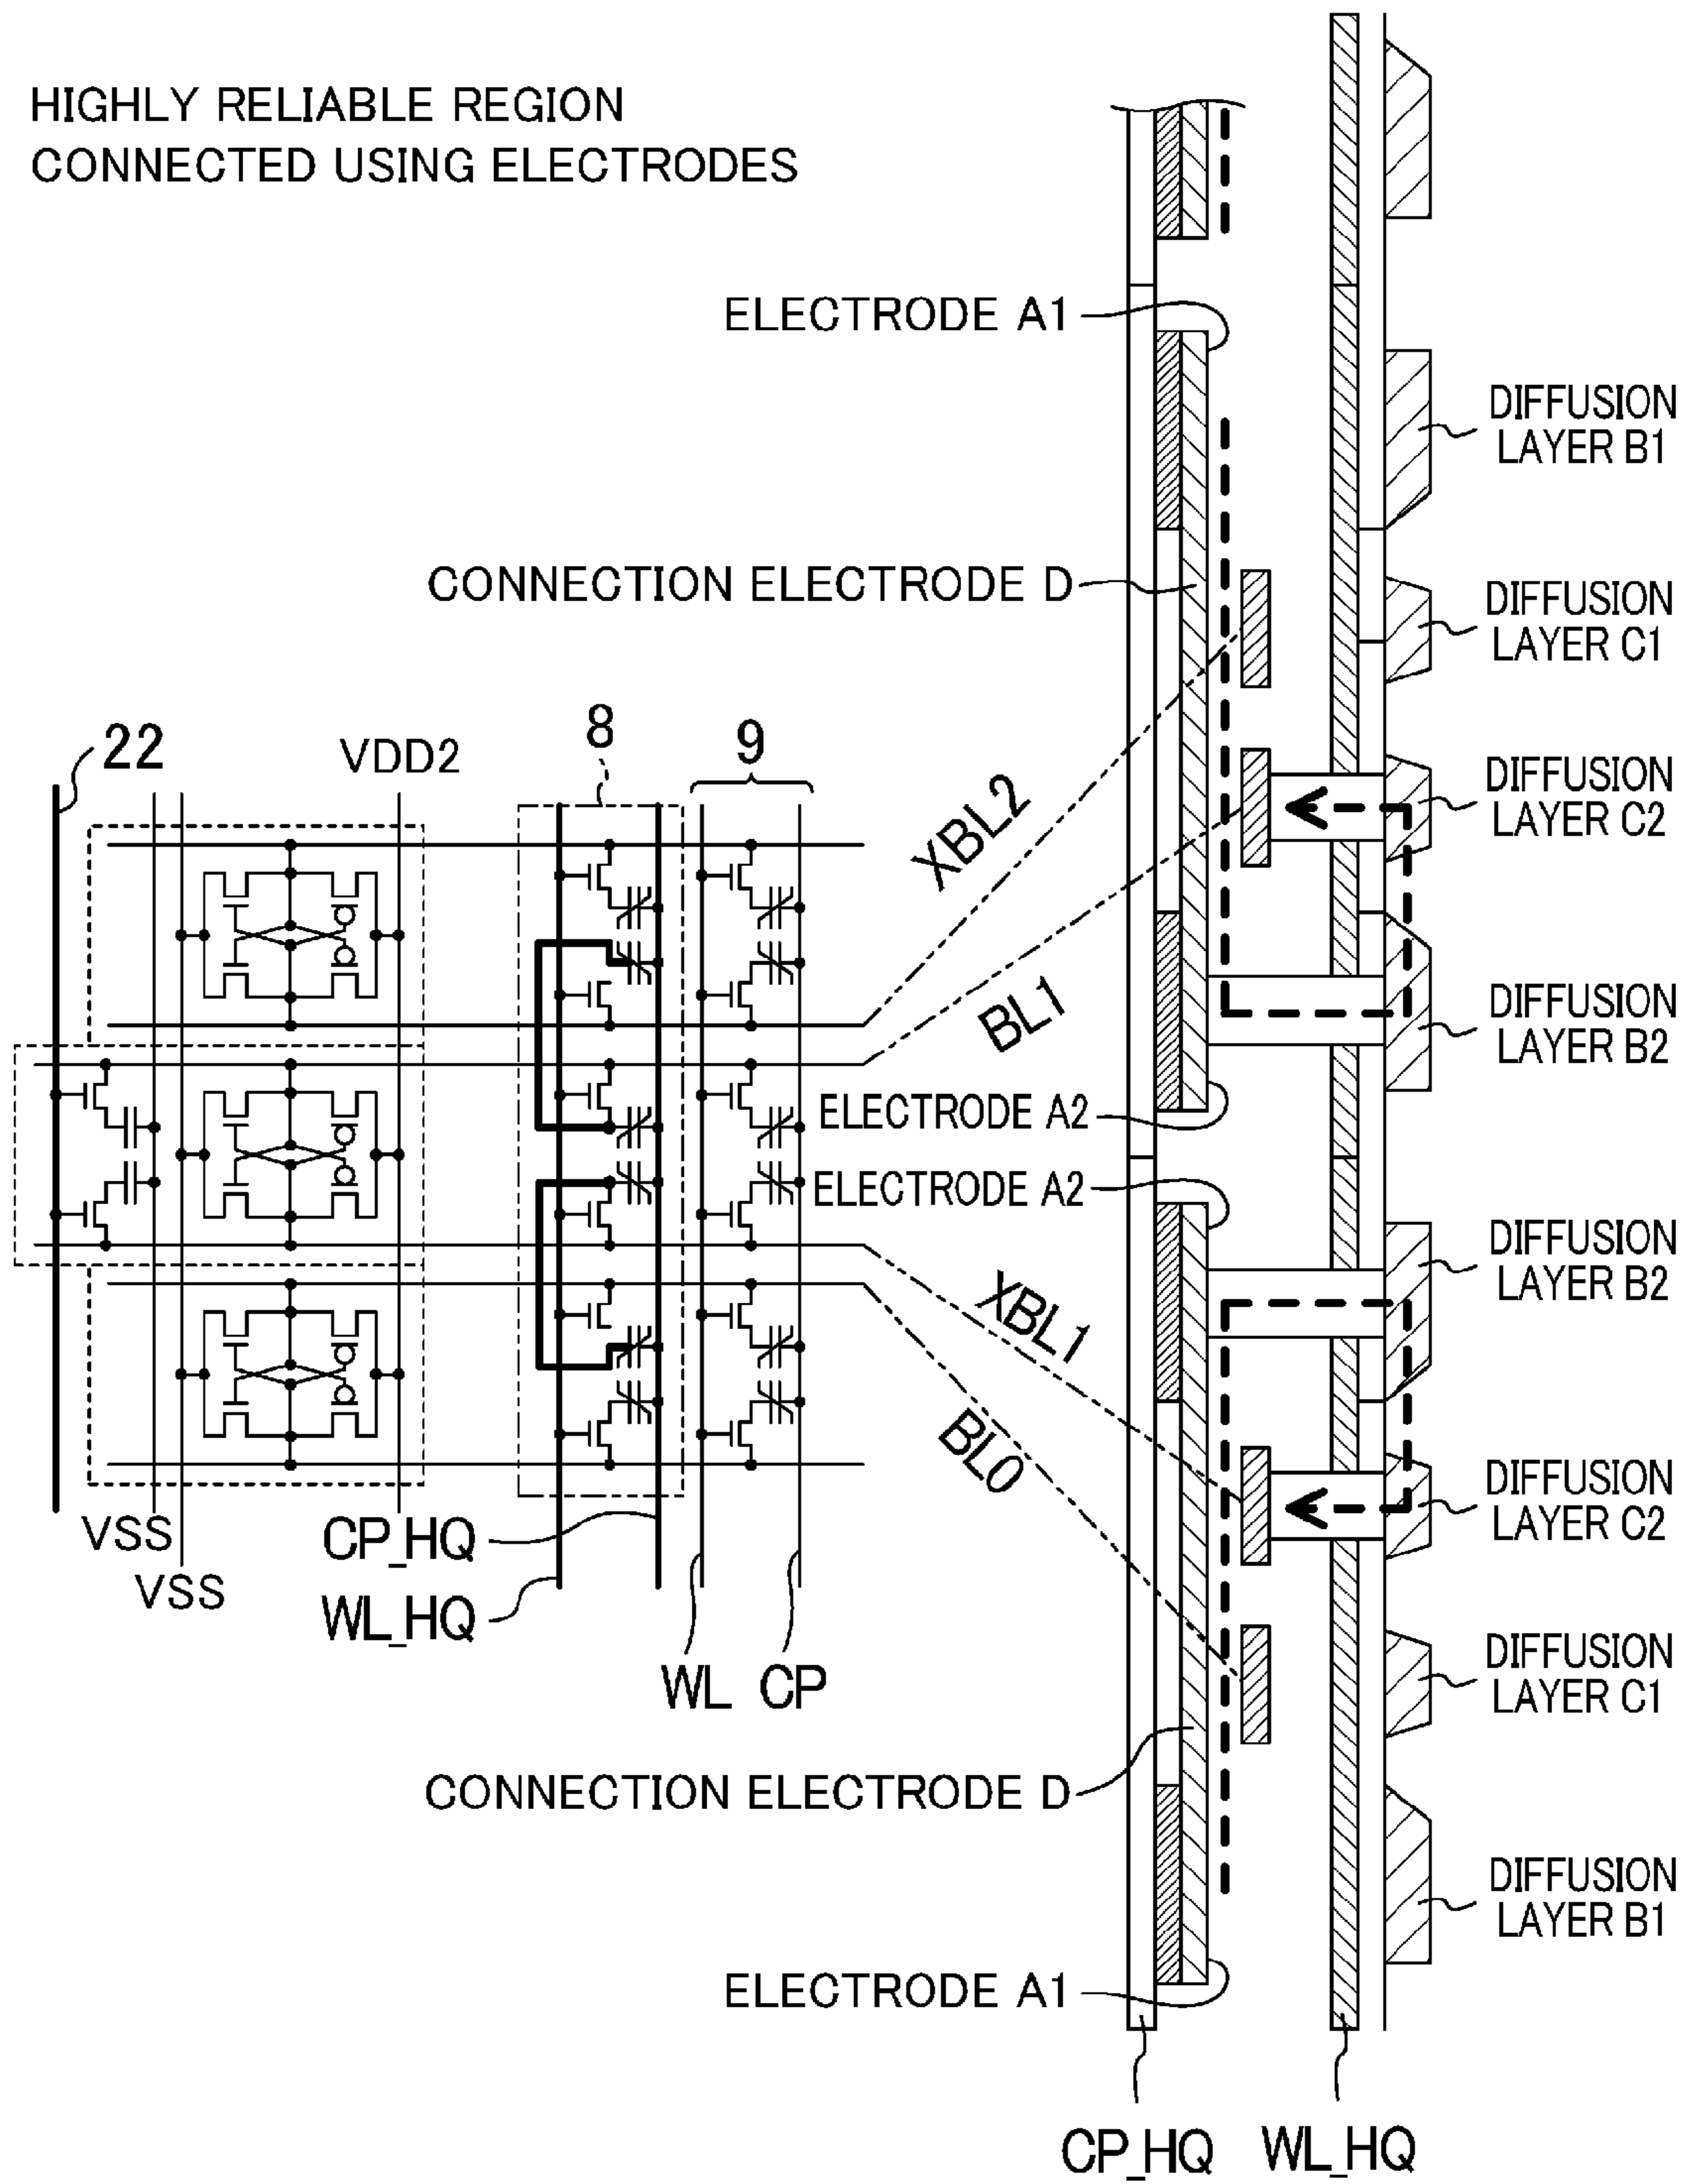 HIGHLY RELIABLE REGION
CONNECTED USING ELECTRODES
ELECTRODE A1
DIFFUSION
LAYER B1
CONNECTION ELECTRODE D
DIFFUSION
LAYER C1
22
VDD2
8
9
XBL2
DIFFUSION
LAYER C2
BL1
DIFFUSION
LAYER B2
ELECTRODE A2
ELECTRODE A2
DIFFUSION
LAYER B2
XBL1
BL0
DIFFUSION
LAYER C2
VSS
VSS
CP_HQ
WL_HQ
WL
CP
DIFFUSION
LAYER C1
CONNECTION ELECTRODE D
DIFFUSION
LAYER B1
ELECTRODE A1
CP_HQ
WL_HQ